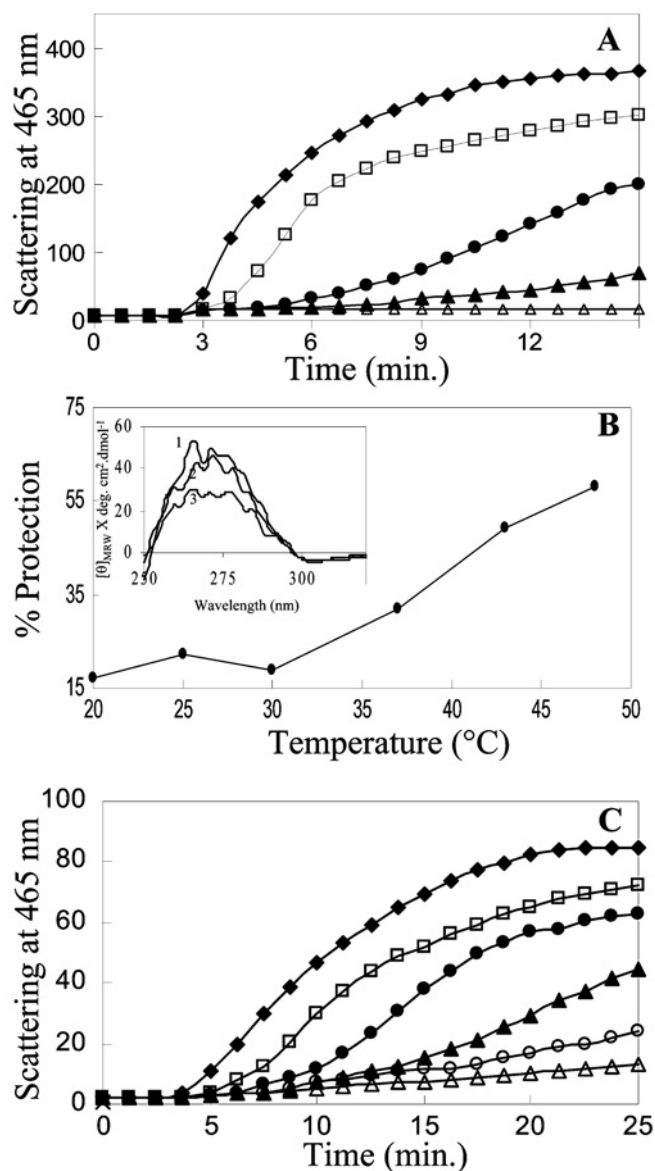 A
Scattering at 465 nm
400
300
200
100
0
0 3 6 9 12
Time (min.)
B
% Protection
75
55
35
15
[θ]MRW X deg. cm².dmol⁻¹
60
40
20
0
1
2
3
250 275 300
Wavelength (nm)
20 25 30 35 40 45 50
Temperature (°C)
C
Scattering at 465 nm
100
80
60
40
20
0
0 5 10 15 20 25
Time (min.)